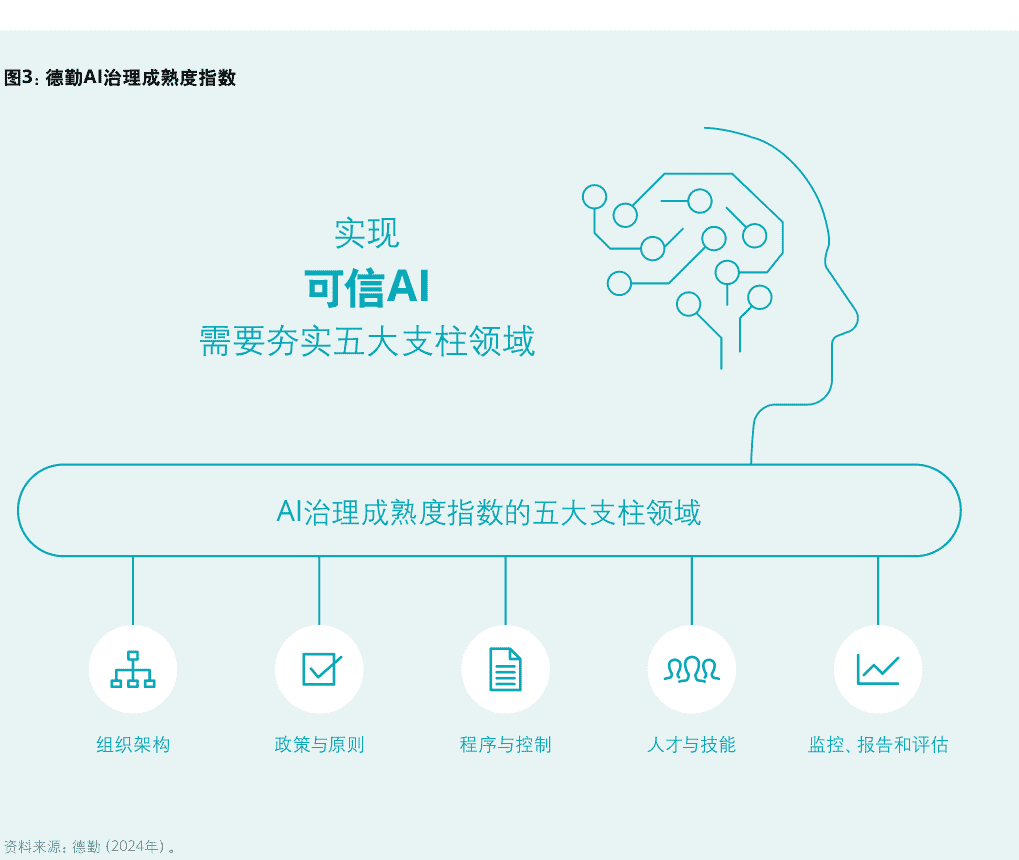 图3：德勤AI治理成熟度指数
实现
可信AI
需要夯实五大支柱领域
AI治理成熟度指数的五大支柱领域
组织架构
政策与原则
程序与控制
人才与技能
监控、报告和评估
资料来源：德勤 (2024年) 。